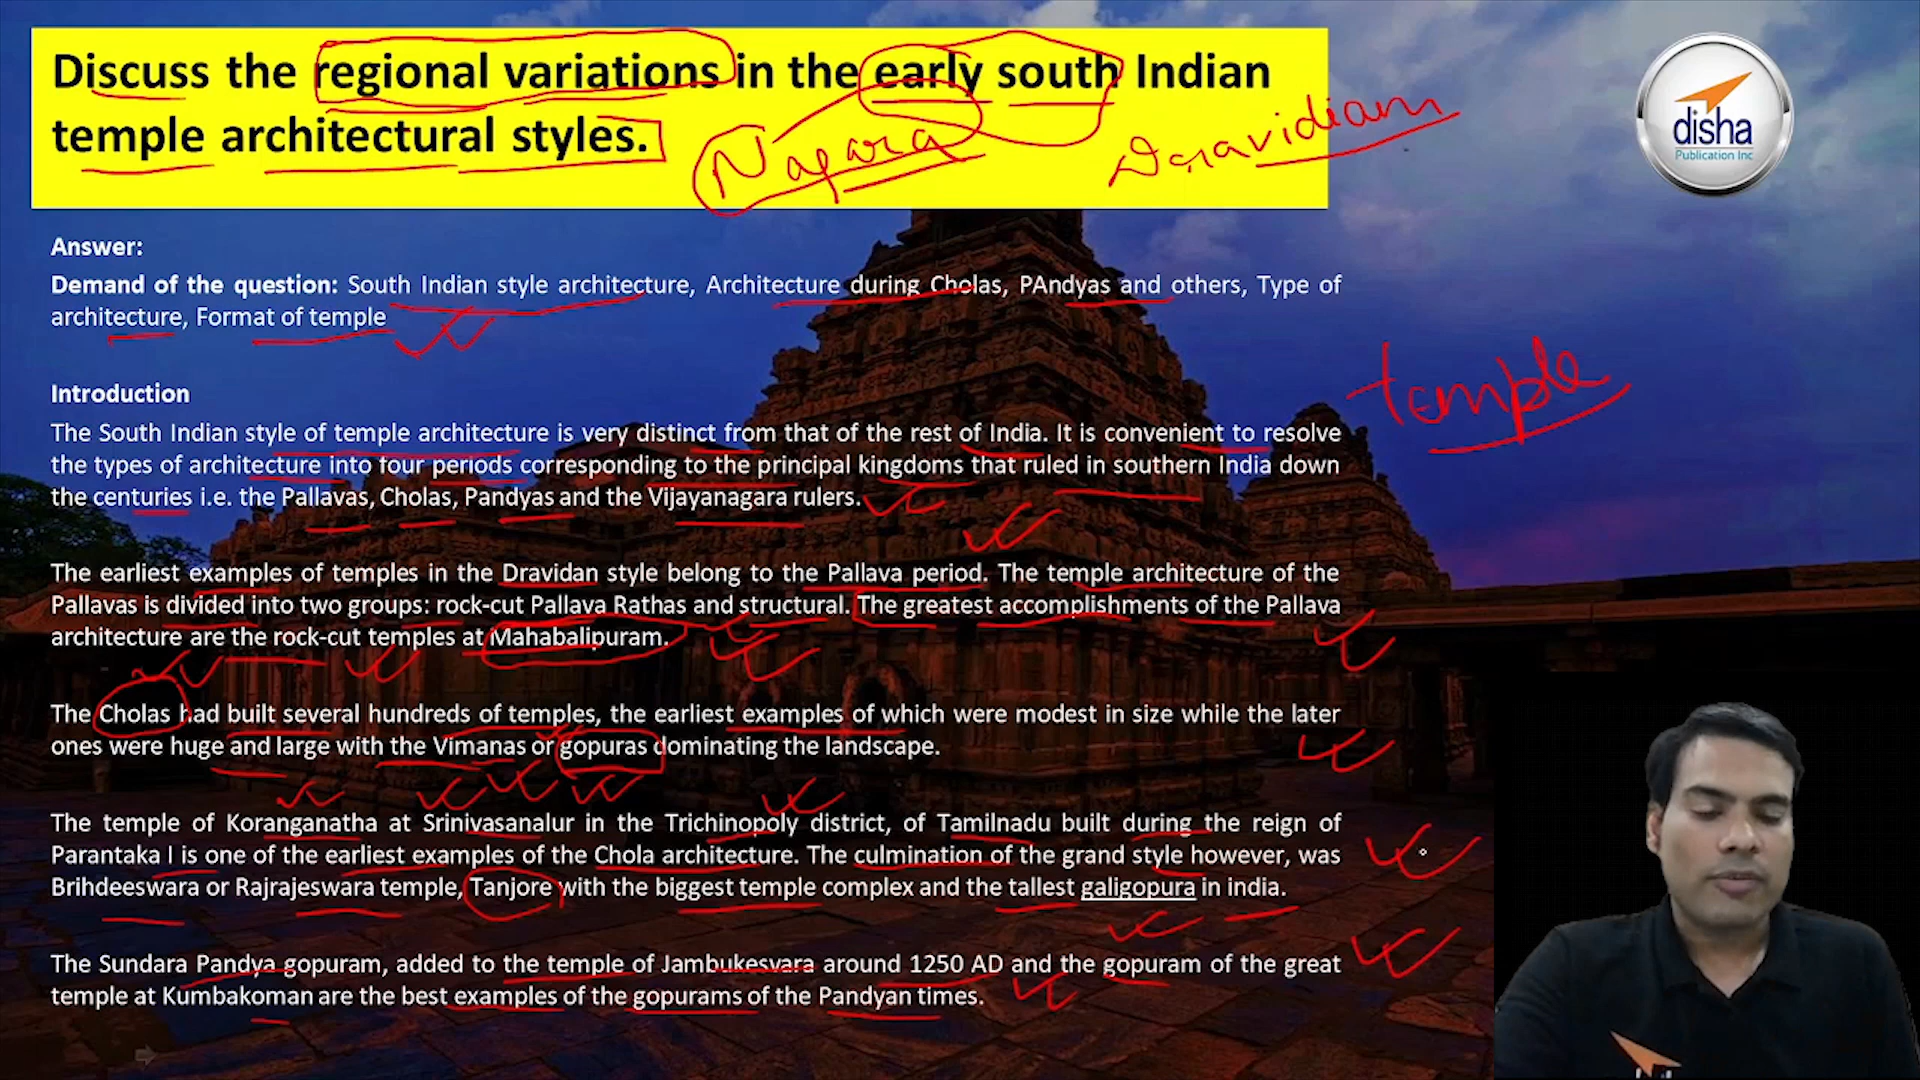 Discuss the regional variations in the early south Indian
temple architectural styles.
Nagara
Dravidiam
disha
Publication Inc
Answer:
Demand of the question: South Indian style architecture, Architecture during Cholas, PAndyas and others, Type of
architecture, Format of temple
temple
Introduction
The South Indian style of temple architecture is very distinct from that of the rest of India. It is convenient to resolve
the types of architecture into four periods corresponding to the principal kingdoms that ruled in southern India down
the centuries i.e. the Pallavas, Cholas, Pandyas and the Vijayanagara rulers.
The earliest examples of temples in the Dravidan style belong to the Pallava period. The temple architecture of the
Pallavas is divided into two groups: rock-cut Pallava Rathas and structural. The greatest accomplishments of the Pallava
architecture are the rock-cut temples at Mahabalipuram.
The Cholas had built several hundreds of temples, the earliest examples of which were modest in size while the later
ones were huge and large with the Vimanas or gopuras dominating the landscape.
The temple of Koranganatha at Srinivasanalur in the Trichinopoly district, of Tamilnadu built during the reign of
Parantaka I is one of the earliest examples of the Chola architecture. The culmination of the grand style however, was
Brihdeeswara or Rajrajeswara temple, Tanjore with the biggest temple complex and the tallest galigopura in india.
The Sundara Pandya gopuram, added to the temple of Jambukesvara around 1250 AD and the gopuram of the great
temple at Kumbakoman are the best examples of the gopurams of the Pandyan times.